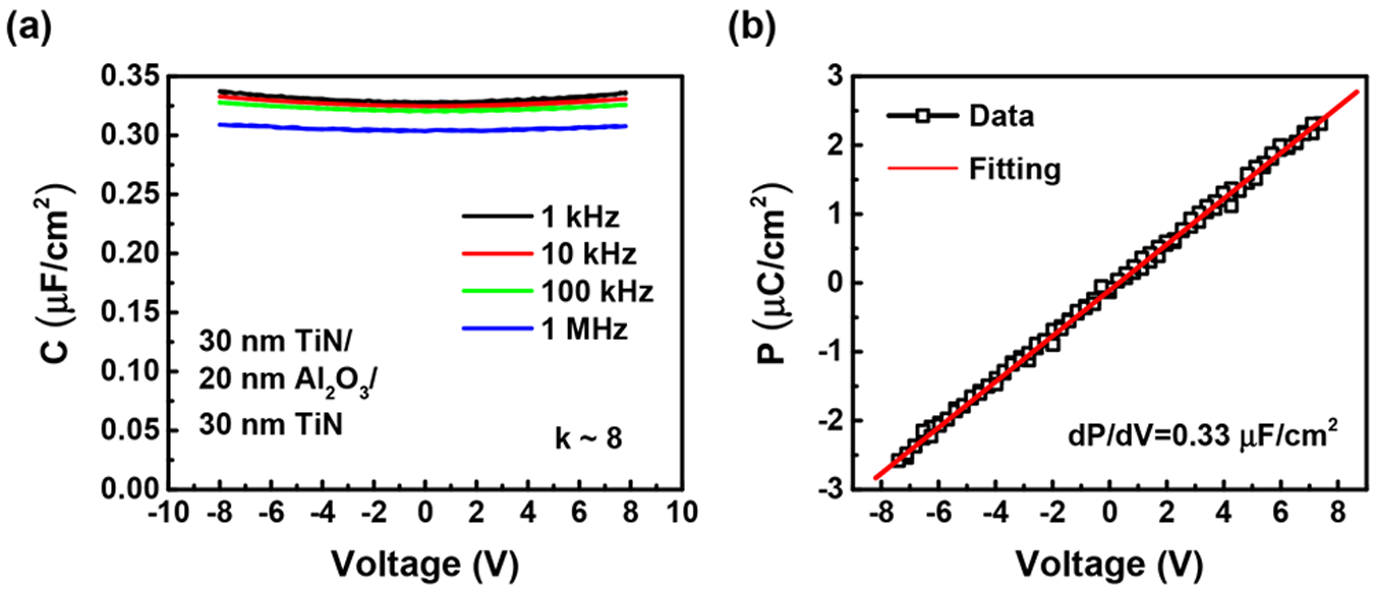 (a)
C (μF/cm²)
0.35
0.30
0.25
0.20
0.15
0.10
0.05
0.00
1 kHz
10 kHz
100 kHz
1 MHz
30 nm TiN/
20 nm Al₂O₃/
30 nm TiN
k ~ 8
-10 -8 -6 -4 -2 0 2 4 6 8 10
Voltage (V)
(b)
P (μC/cm²)
3
2
1
0
-1
-2
-3
Data
Fitting
dP/dV=0.33 μF/cm²
-8 -6 -4 -2 0 2 4 6 8
Voltage (V)